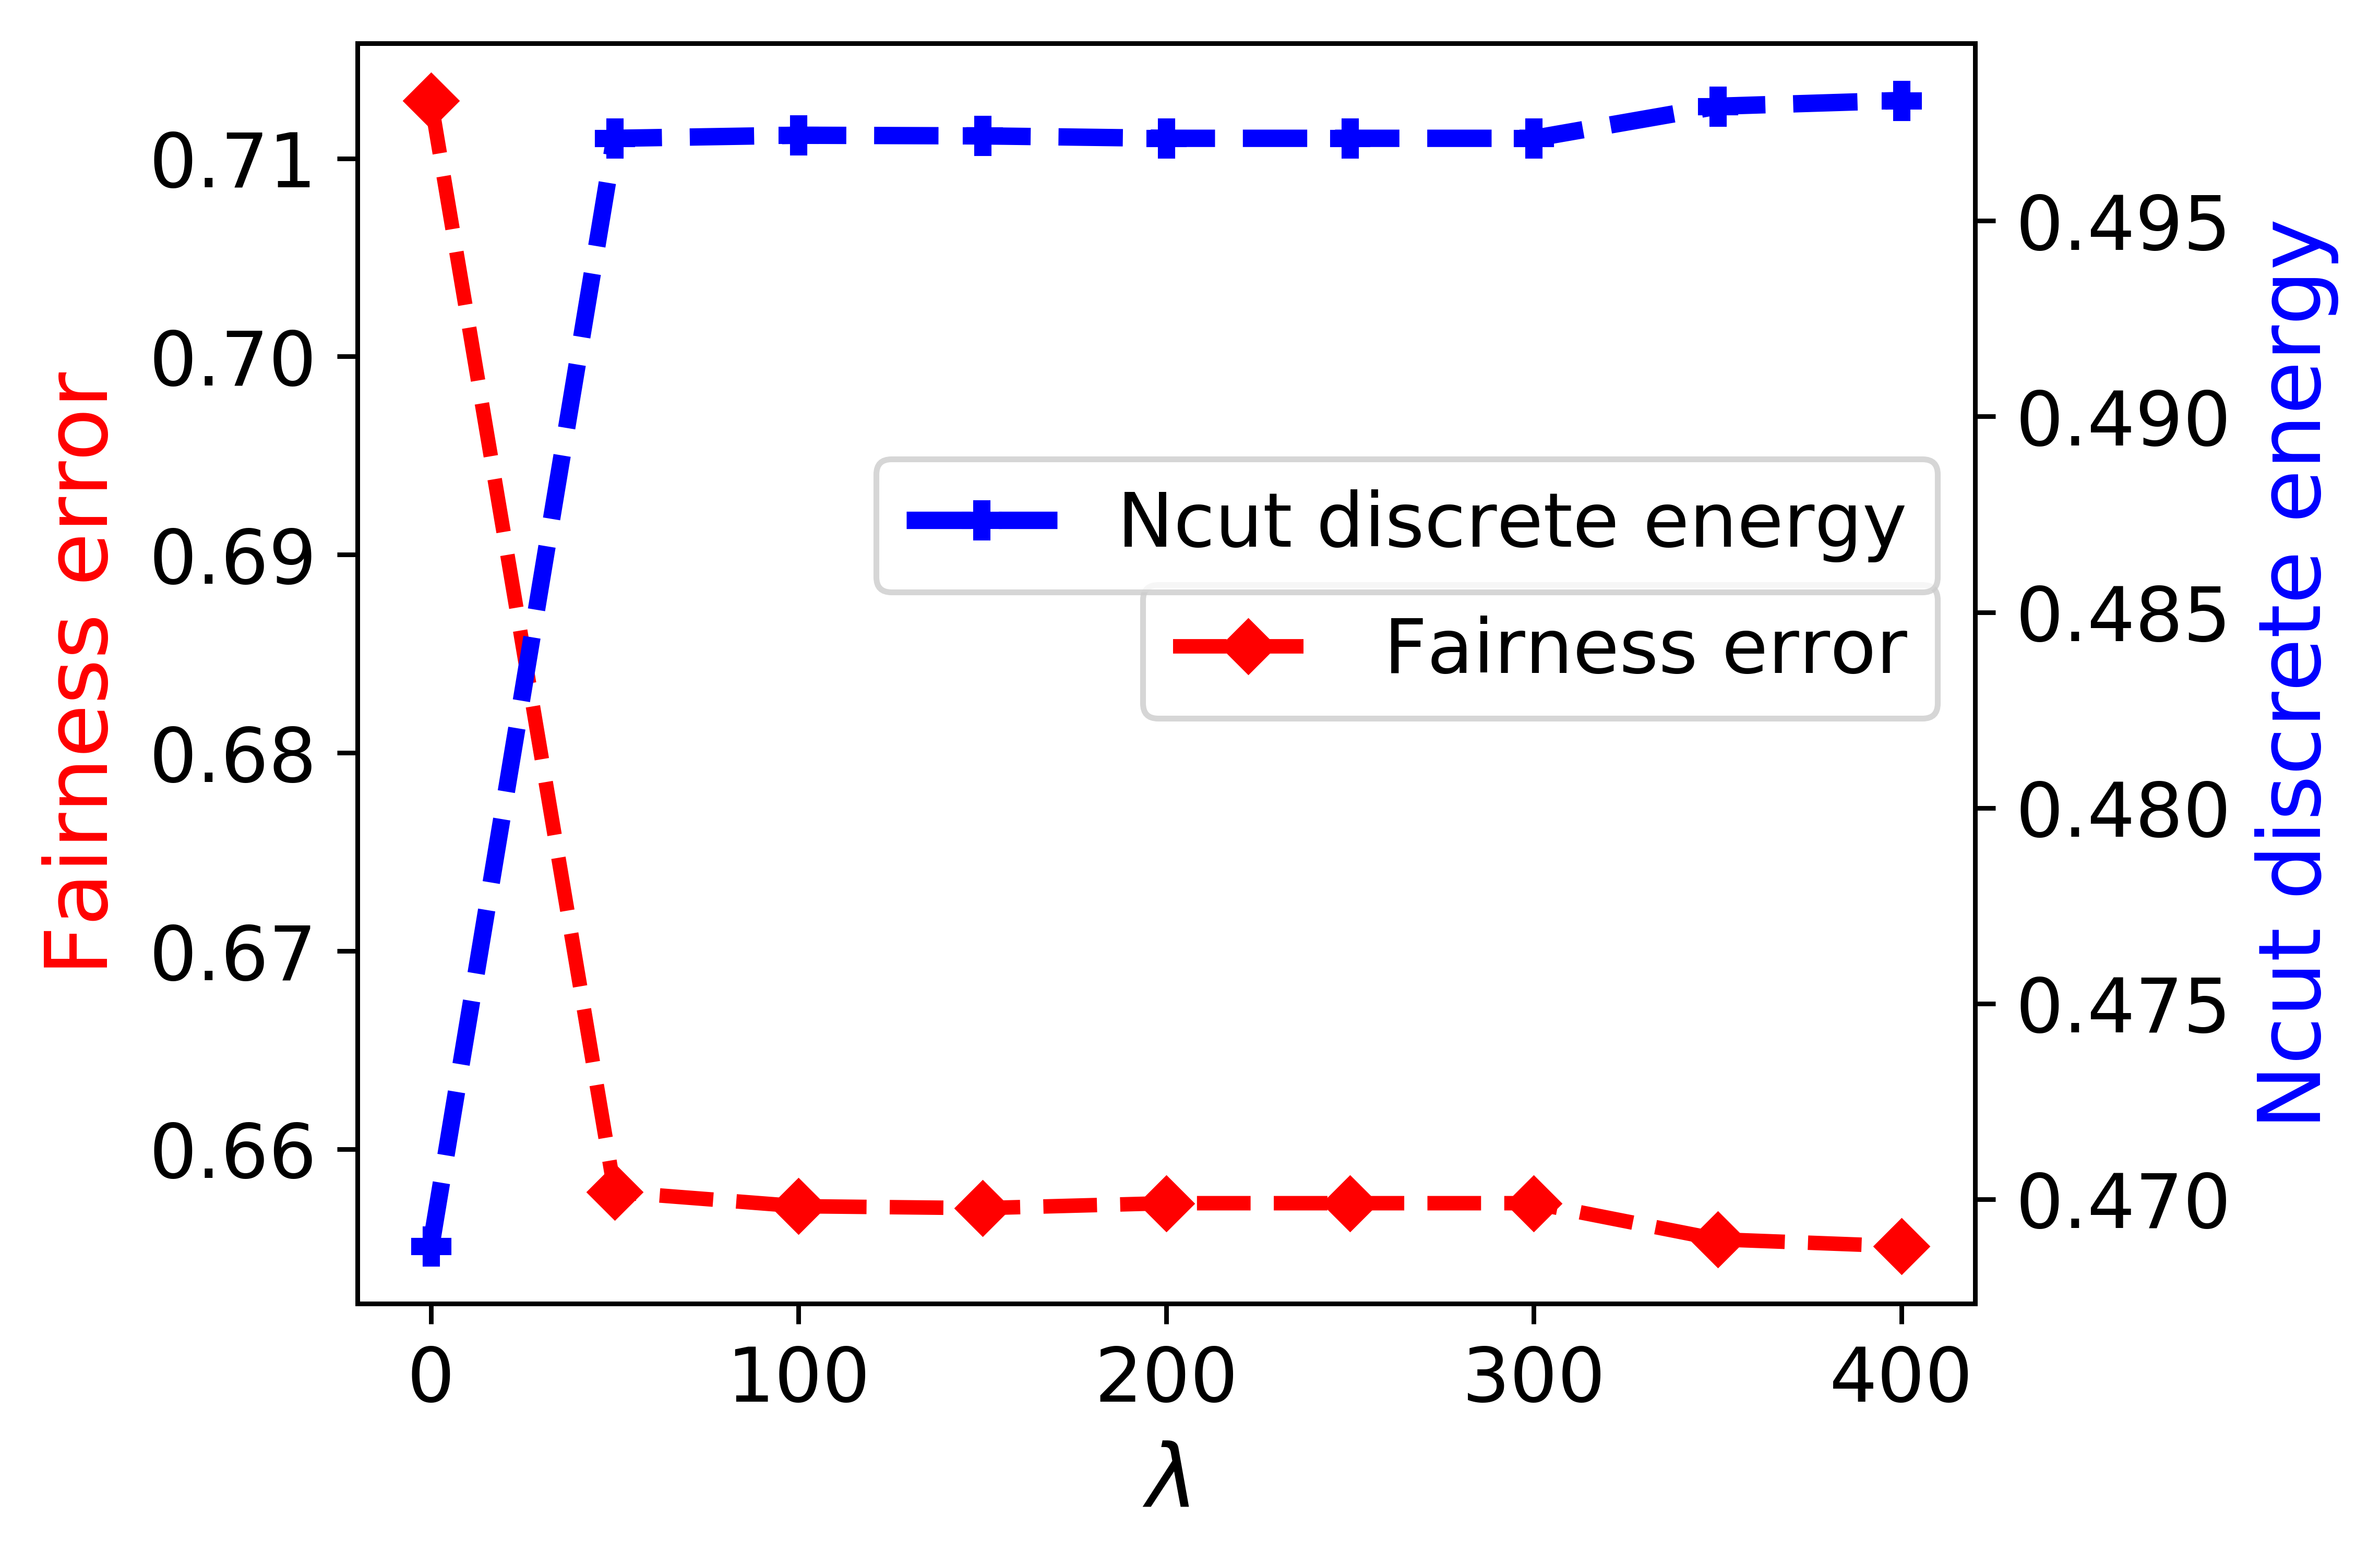 Fairness error
0.71
0.70
0.69
0.68
0.67
0.66
Ncut discrete energy
Fairness error
0.495
0.490
0.485
0.480
0.475
0.470
Ncut discrete energy
0 100 200 300 400
λ